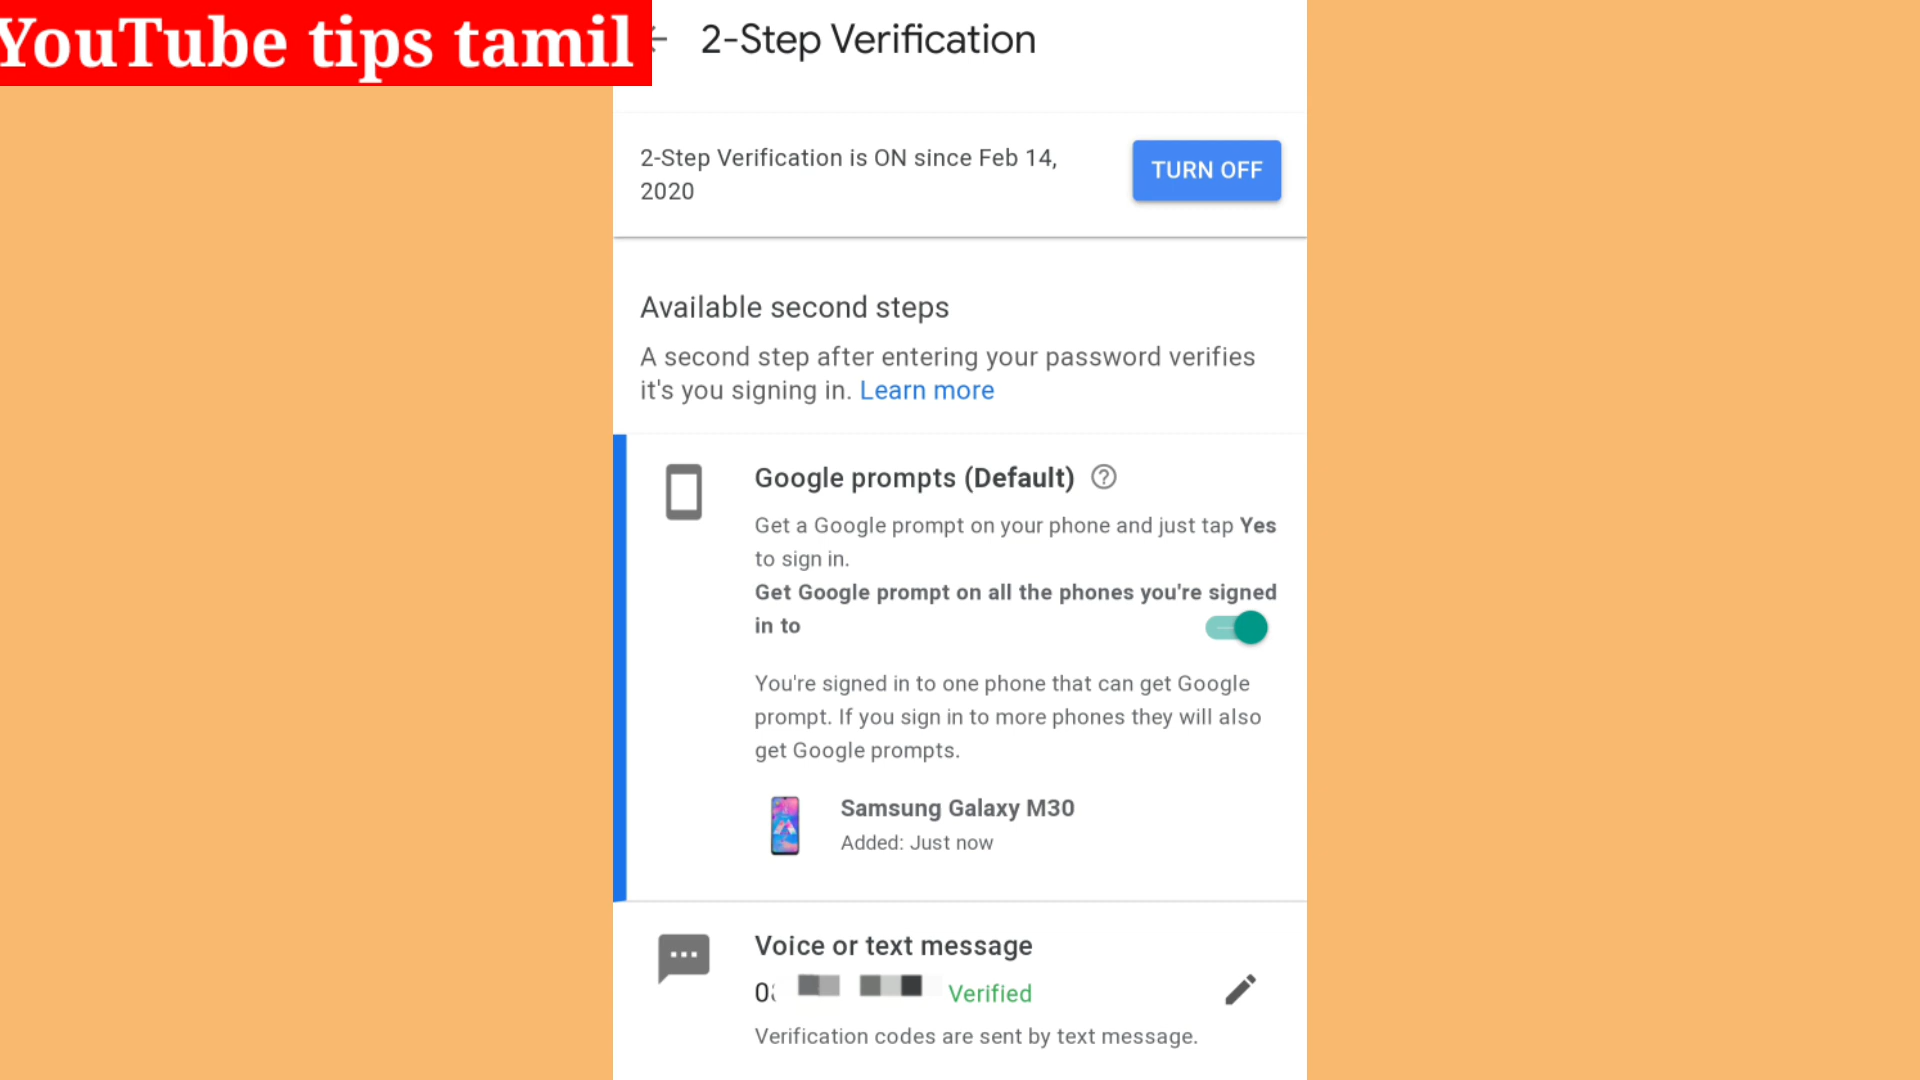 YouTube tips tamil
2-Step Verification
2-Step Verification is ON since Feb 14,
2020
TURN OFF
Available second steps
A second step after entering your password verifies
it's you signing in. Learn more
Google prompts (Default)
Get a Google prompt on your phone and just tap Yes
to sign in.
Get Google prompt on all the phones you're signed
in to
You're signed in to one phone that can get Google
prompt. If you sign in to more phones they will also
get Google prompts.
Samsung Galaxy M30
Added: Just now
Voice or text message
Verified
Verification codes are sent by text message.